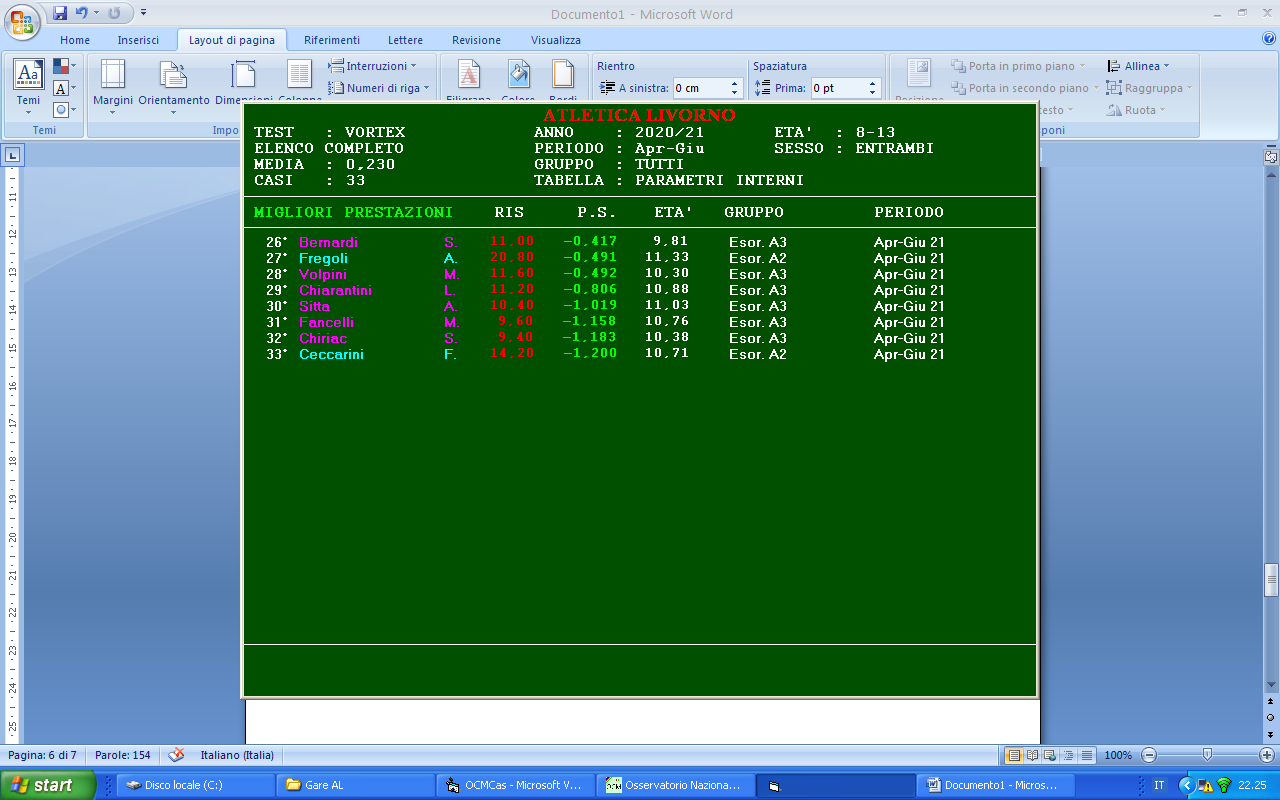 Documento1 - Microsoft Word
Home Inserisci Layout di pagina Riferimenti Lettere Revisione Visualizza
Interruzioni Rientro Spaziatura Porta in primo piano Allinea
Numeri di riga A sinistra: 0 cm Prima: 0 pt Porta in secondo piano Raggruppa
Temi Margini Orientamento Ruota
Temi
ATLETICA LIVORNO
TEST : VORTEX ANNO : 2020/21 ETA' : 8-13
ELENCO COMPLETO PERIODO : Apr-Giu SESSO : ENTRAMBI
MEDIA : 0,230 GRUPPO : TUTTI
CASI : 33 TABELLA : PARAMETRI INTERNI
MIGLIORI PRESTAZIONI RIS P.S. ETA' GRUPPO PERIODO
26° Bernardi S. 11,00 -0,417 9,81 Esor. A3 Apr-Giu 21
27° Fregoli A. 20,80 -0,491 11,33 Esor. A2 Apr-Giu 21
28° Volpini M. 11,60 -0,492 10,30 Esor. A3 Apr-Giu 21
29° Chiarantini L. 11,20 -0,806 10,88 Esor. A3 Apr-Giu 21
30° Sitta A. 10,40 -1,019 11,03 Esor. A3 Apr-Giu 21
31° Fancelli M. 9,60 -1,158 10,76 Esor. A3 Apr-Giu 21
32° Chiriac S. 9,40 -1,183 10,38 Esor. A3 Apr-Giu 21
33° Ceccarini F. 14,20 -1,200 10,71 Esor. A2 Apr-Giu 21
Pagina: 6 di 7 Parole: 154 Italiano (Italia) 100%
start Disco locale (C:) Gare AL OCMCas - Microsoft V... Osservatorio Naziona... Documento1 - Micros... IT 22.25